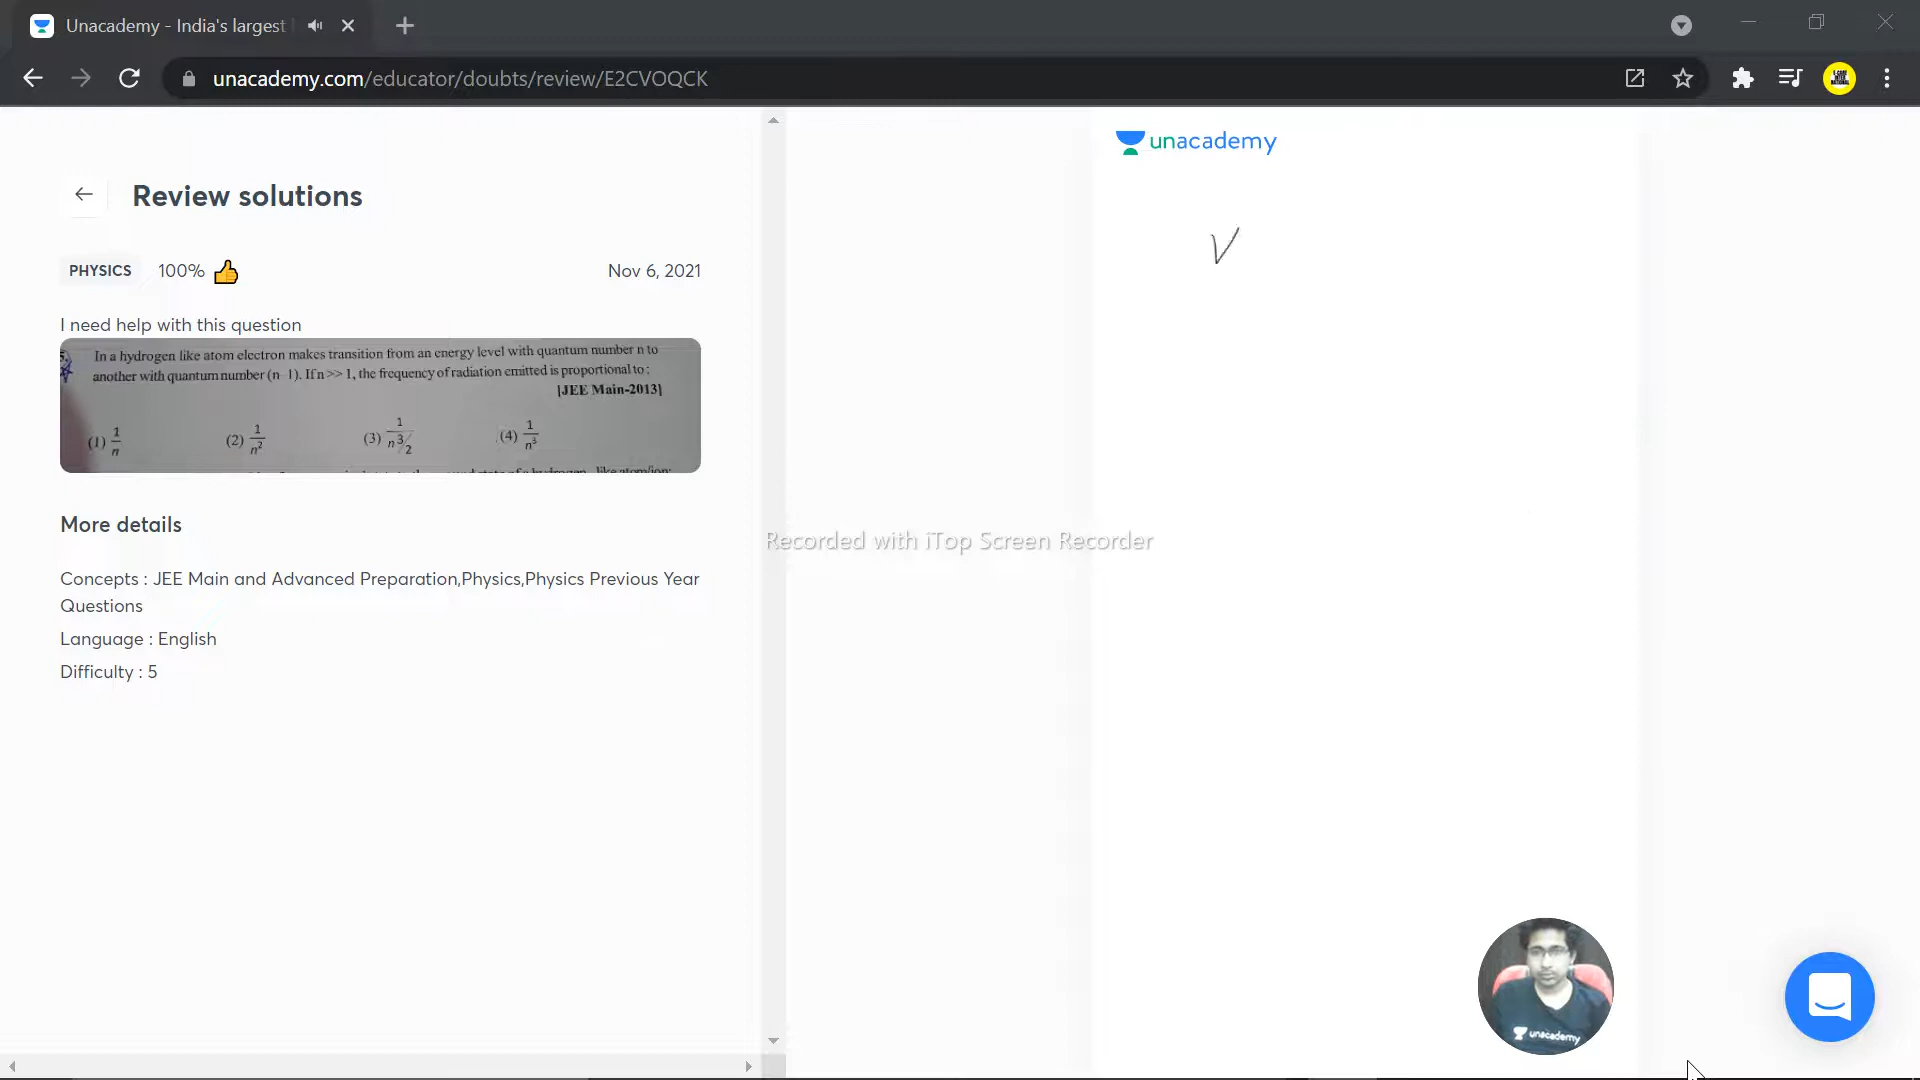 Unacademy - India's largest
unacademy.com/educator/doubts/review/E2CVOQCK
unacademy
Review solutions
V
PHYSICS 100% 👍 Nov 6, 2021
I need help with this question
5. In a hydrogen like atom electron makes transition from an energy level with quantum number n to
another with quantum number (n–1). If n >> 1, the frequency of radiation emitted is proportional to :
[JEE Main-2013]
(1) 1/n (2) 1/n² (3) 1/n^3/2 (4) 1/n³
More details
Recorded with iTop Screen Recorder
Concepts : JEE Main and Advanced Preparation,Physics,Physics Previous Year
Questions
Language : English
Difficulty : 5
unacademy